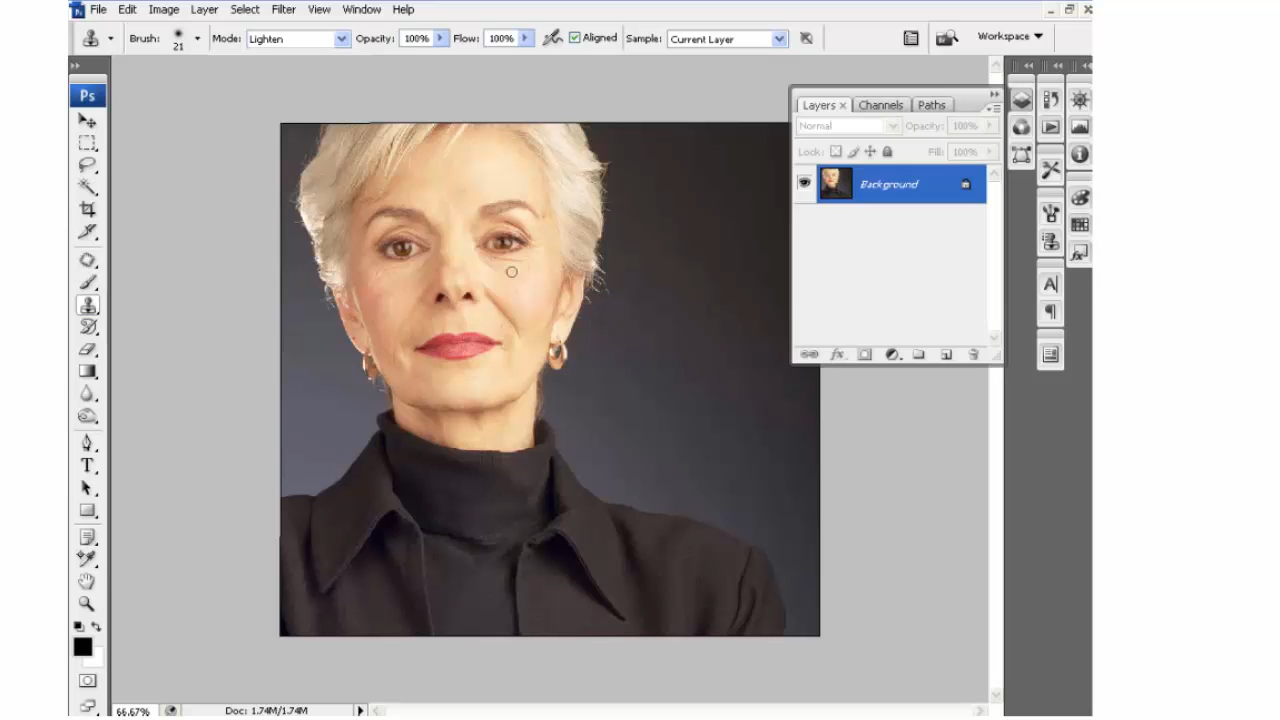 Ps File Edit Image Layer Select Filter View Window Help
Brush: 21 Mode: Lighten Opacity: 100% Flow: 100% Aligned Sample: Current Layer Workspace
Ps
Layers Channels Paths
Normal Opacity: 100%
Lock: Fill: 100%
Background
T
A
66.67% Doc: 1.74M/1.74M